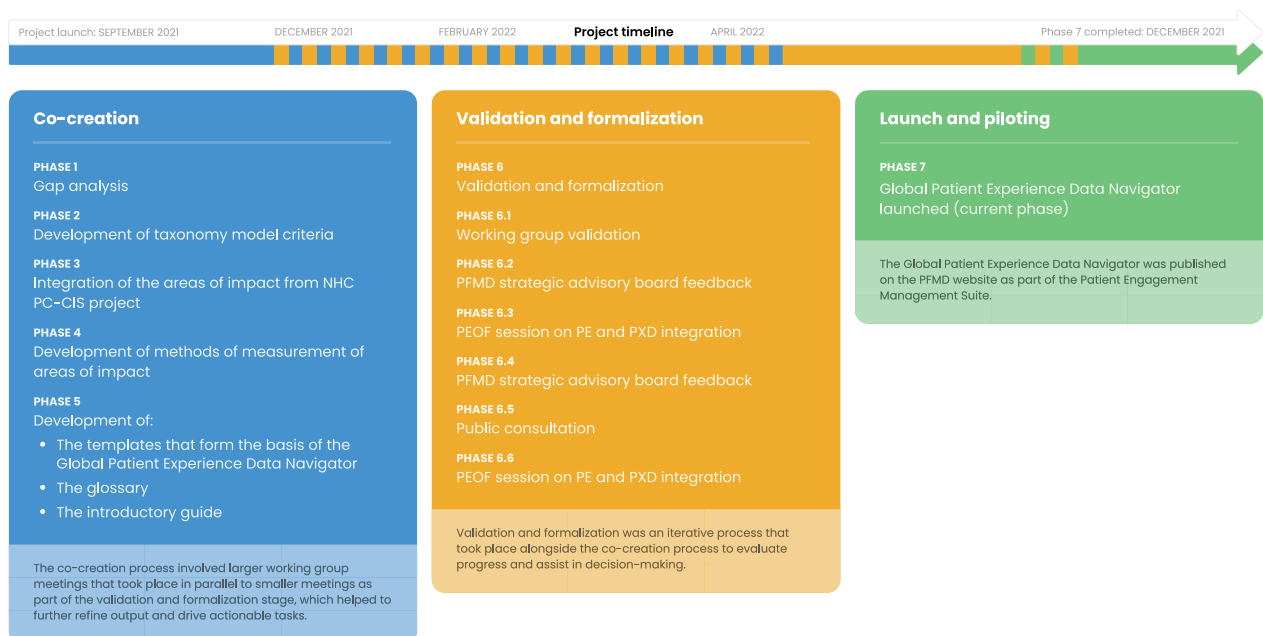 Project launch: SEPTEMBER 2021
DECEMBER 2021
FEBRUARY 2022
Project timeline
APRIL 2022
Phase 7 completed: DECEMBER 2021
Co-creation
PHASE 1
Gap analysis
PHASE 2
Development of taxonomy model criteria
PHASE 3
Integration of the areas of impact from NHC
PC-CIS project
PHASE 4
Development of methods of measurement of
areas of impact
PHASE 5
Development of:
• The templates that form the basis of the
Global Patient Experience Data Navigator
• The glossary
• The introductory guide
The co-creation process involved larger working group
meetings that took place in parallel to smaller meetings as
part of the validation and formalization stage, which helped to
further refine output and drive actionable tasks.
Validation and formalization
PHASE 6
Validation and formalization
PHASE 6.1
Working group validation
PHASE 6.2
PFMD strategic advisory board feedback
PHASE 6.3
PEOF session on PE and PXD integration
PHASE 6.4
PFMD strategic advisory board feedback
PHASE 6.5
Public consultation
PHASE 6.6
PEOF session on PE and PXD integration
Validation and formalization was an iterative process that
took place alongside the co-creation process to evaluate
progress and assist in decision-making.
Launch and piloting
PHASE 7
Global Patient Experience Data Navigator
launched (current phase)
The Global Patient Experience Data Navigator was published
on the PFMD website as part of the Patient Engagement
Management Suite.